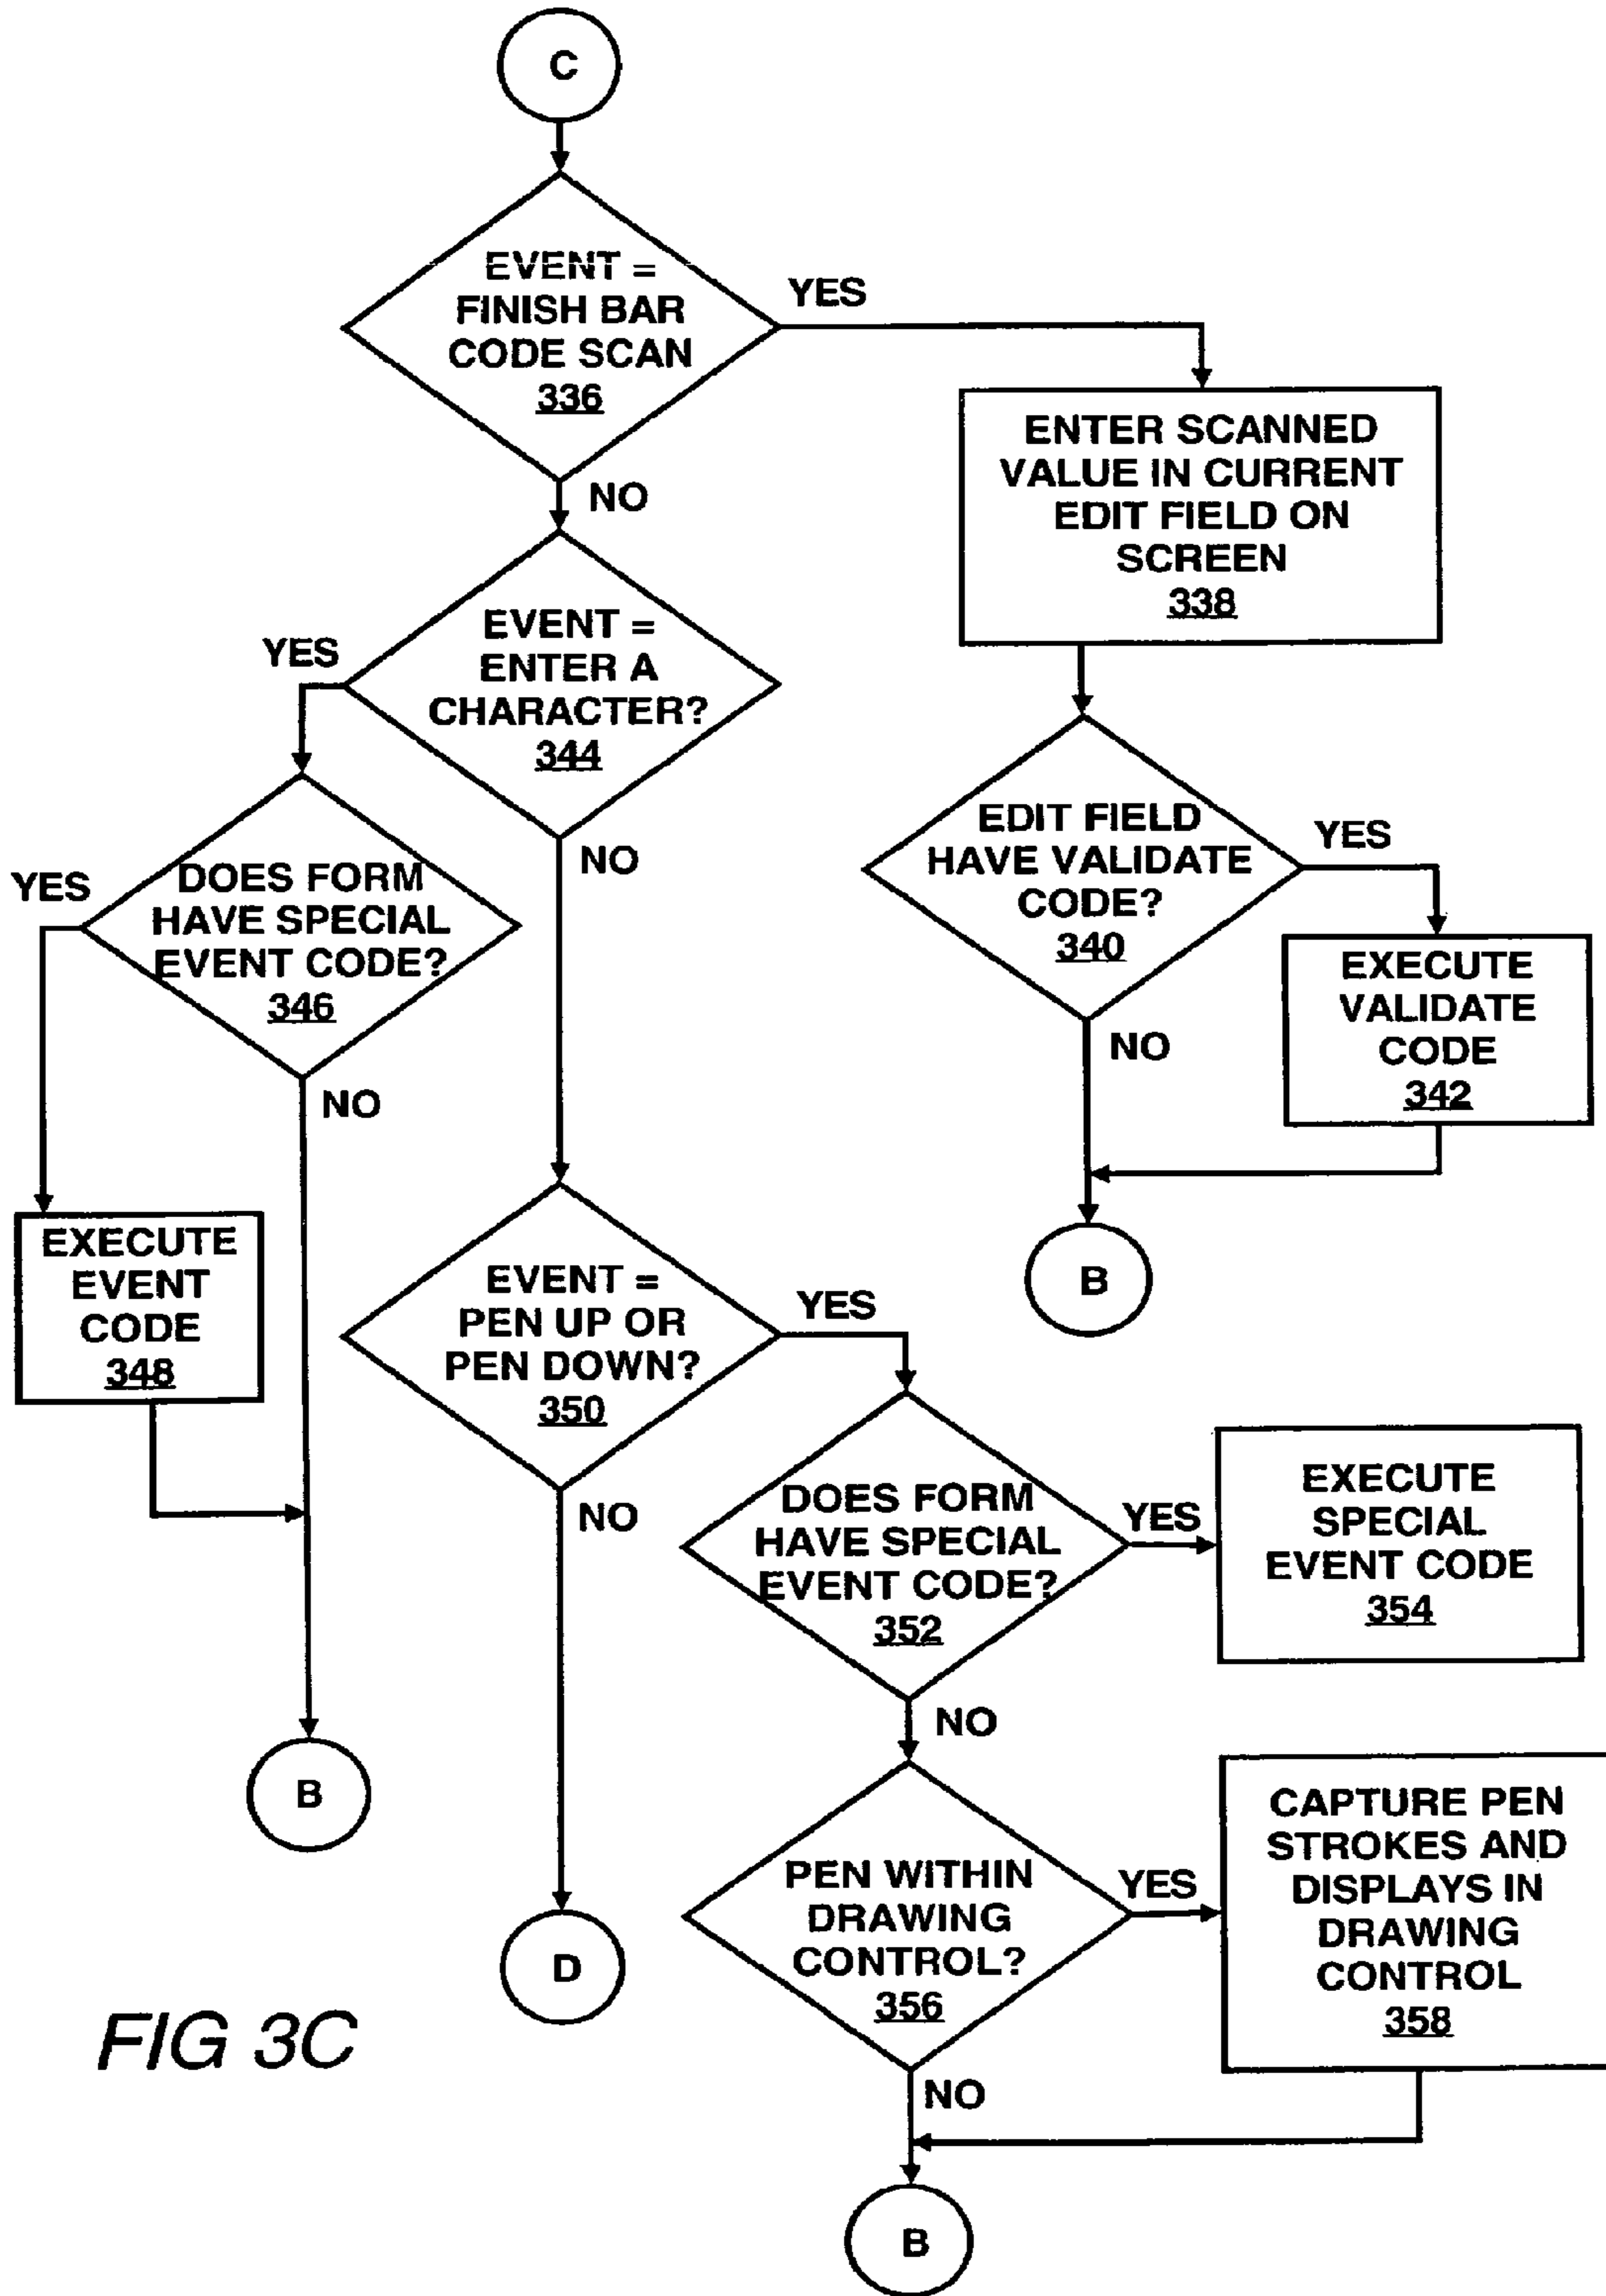 C
EVENT =
FINISH BAR
CODE SCAN
336
YES
NO
ENTER SCANNED
VALUE IN CURRENT
EDIT FIELD ON
SCREEN
338
EVENT =
ENTER A
CHARACTER?
344
YES
NO
EDIT FIELD
HAVE VALIDATE
CODE?
340
YES
NO
EXECUTE
VALIDATE
CODE
342
B
DOES FORM
HAVE SPECIAL
EVENT CODE?
346
YES
NO
EXECUTE
EVENT
CODE
348
B
EVENT =
PEN UP OR
PEN DOWN?
350
YES
NO
D
DOES FORM
HAVE SPECIAL
EVENT CODE?
352
YES
NO
EXECUTE
SPECIAL
EVENT CODE
354
PEN WITHIN
DRAWING
CONTROL?
356
YES
NO
CAPTURE PEN
STROKES AND
DISPLAYS IN
DRAWING
CONTROL
358
B
FIG 3C